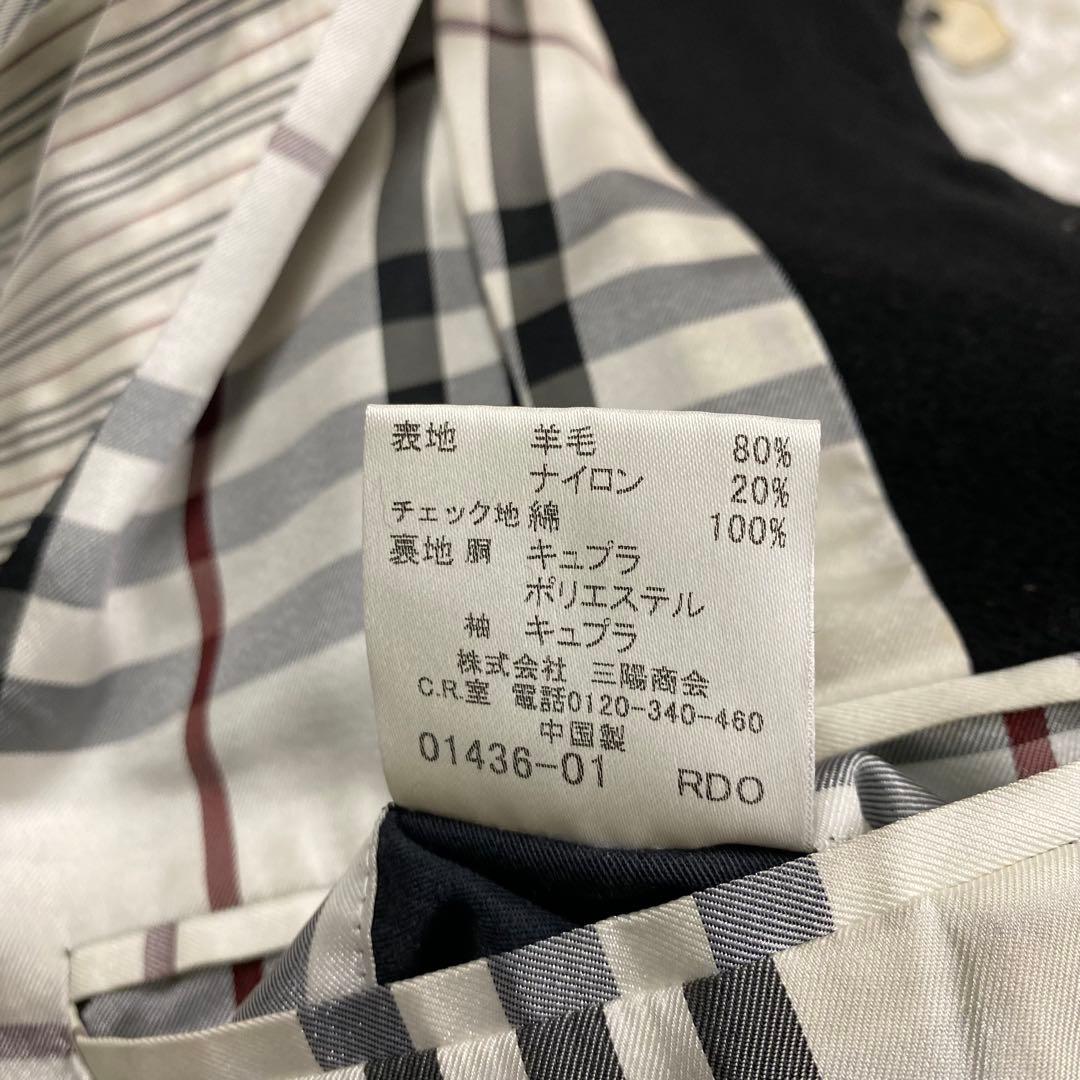 表地 羊毛 80%
ナイロン 20%
チェック地 綿 100%
裏地 胴 キュプラ
ポリエステル
袖 キュプラ
株式会社 三陽商会
C.R.室 電話0120-340-460
中国製
01436-01 RDO